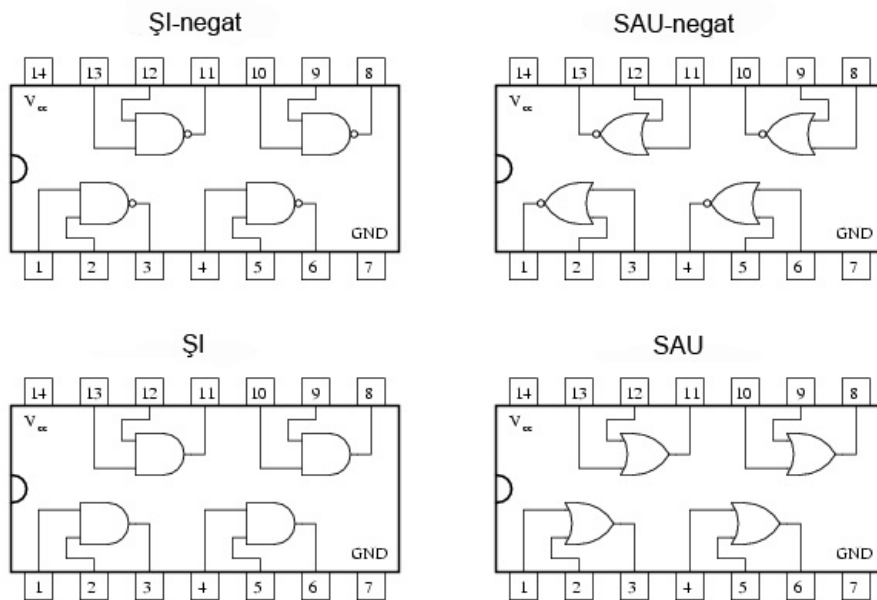 ŞI-negat
14 13 12 11 10 9 8
Vcc
GND
1 2 3 4 5 6 7
SAU-negat
14 13 12 11 10 9 8
Vcc
GND
1 2 3 4 5 6 7
ŞI
14 13 12 11 10 9 8
Vcc
GND
1 2 3 4 5 6 7
SAU
14 13 12 11 10 9 8
Vcc
GND
1 2 3 4 5 6 7